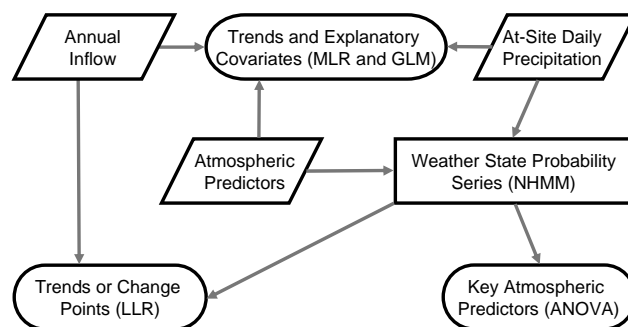 Annual
Inflow
Trends and Explanatory
Covariates (MLR and GLM)
At-Site Daily
Precipitation
Atmospheric
Predictors
Weather State Probability
Series (NHMM)
Trends or Change
Points (LLR)
Key Atmospheric
Predictors (ANOVA)